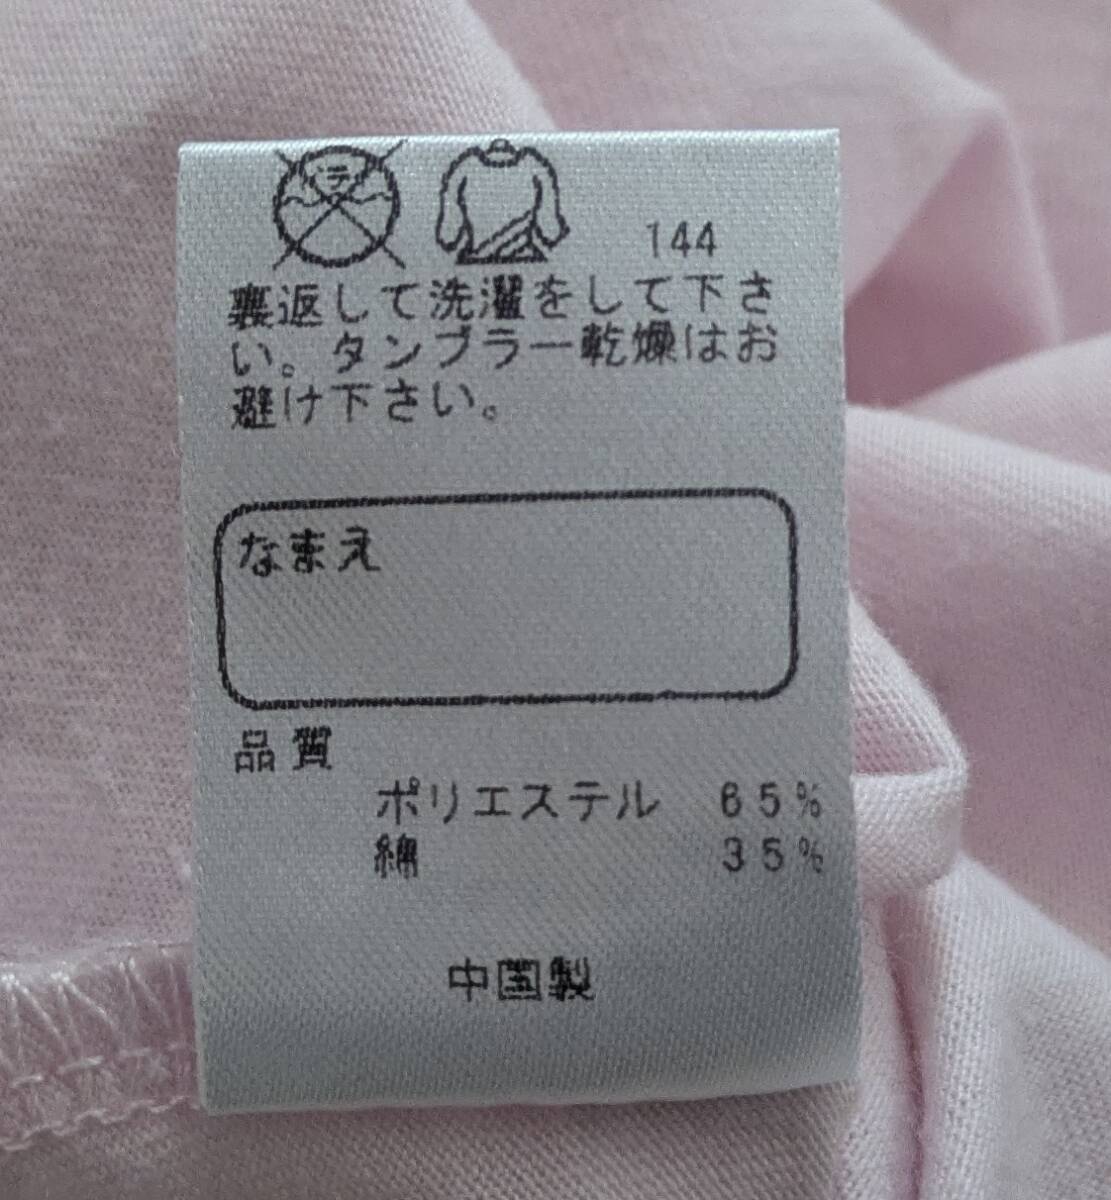 テ
144
裏返して洗濯をして下さ
い。タンブラー乾燥はお
避け下さい。
なまえ
品質
ポリエステル 65%
綿 35%
中国製